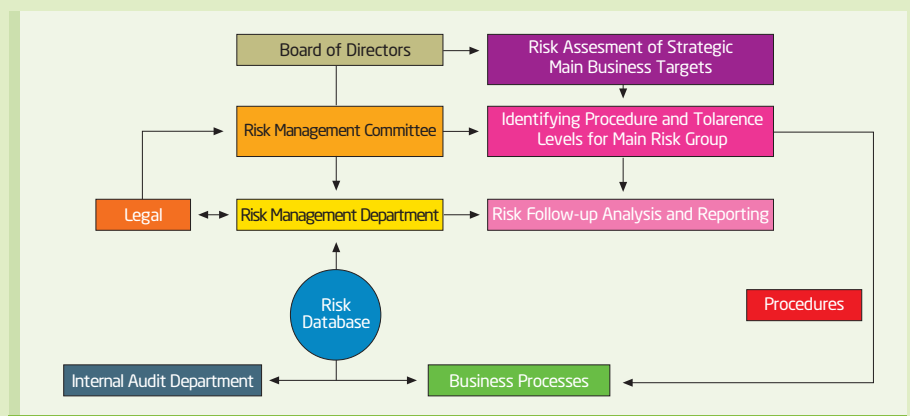 Board of Directors
Risk Assesment of Strategic
Main Business Targets
Risk Management Committee
Identifying Procedure and Tolarence
Levels for Main Risk Group
Legal
Risk Management Department
Risk Follow-up Analysis and Reporting
Risk
Database
Procedures
Internal Audit Department
Business Processes